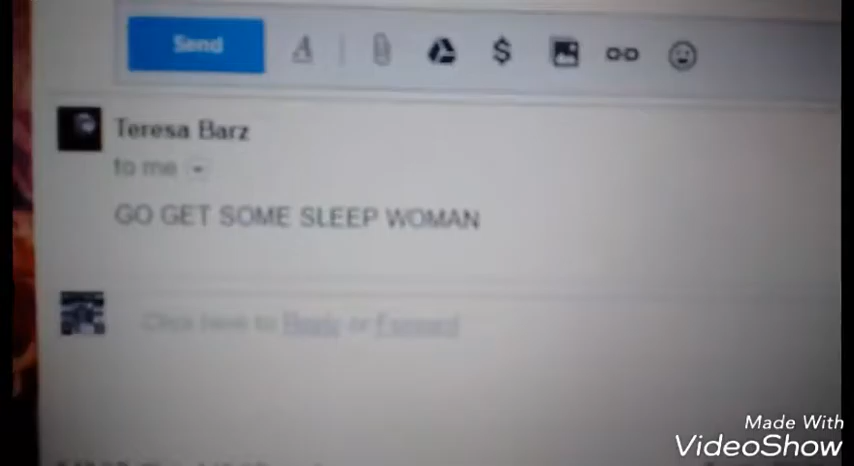 Send
Teresa Barz
to me
GO GET SOME SLEEP WOMAN
Click here to Reply or Forward
Made With
VideoShow